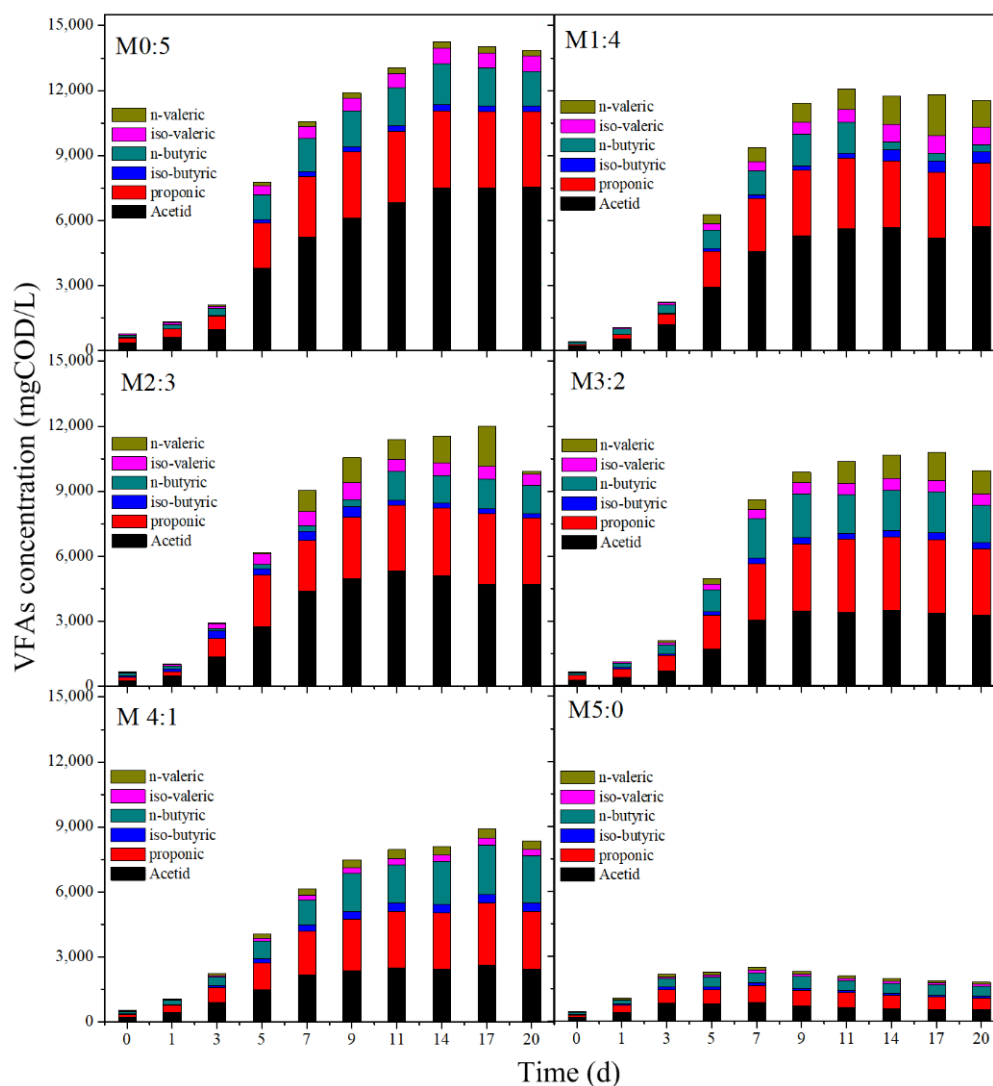 VFAs concentration (mgCOD/L)
15,000
12,000
9,000
6,000
3,000
0
M0:5
n-valeric
iso-valeric
n-butyric
iso-butyric
proponic
Acetid
M1:4
n-valeric
iso-valeric
n-butyric
iso-butyric
proponic
Acetid
15,000
12,000
9,000
6,000
3,000
0
M2:3
n-valeric
iso-valeric
n-butyric
iso-butyric
proponic
Acetid
M3:2
n-valeric
iso-valeric
n-butyric
iso-butyric
proponic
Acetid
15,000
12,000
9,000
6,000
3,000
0
M 4:1
n-valeric
iso-valeric
n-butyric
iso-butyric
proponic
Acetid
M5:0
n-valeric
iso-valeric
n-butyric
iso-butyric
proponic
Acetid
0 1 3 5 7 9 11 14 17 20
0 1 3 5 7 9 11 14 17 20
Time (d)